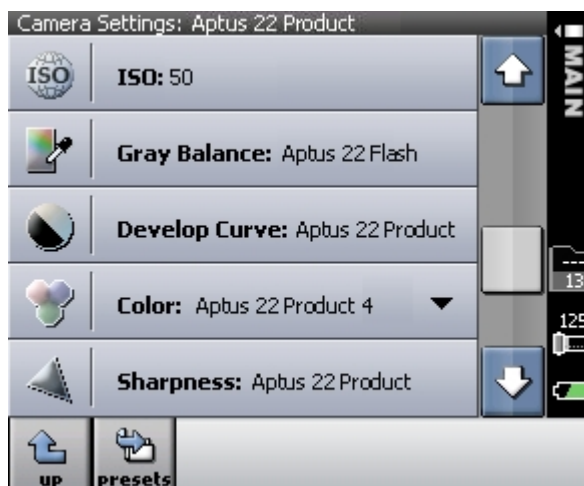 Camera Settings: Aptus 22 Product
ISO
ISO: 50
Gray Balance: Aptus 22 Flash
Develop Curve: Aptus 22 Product
Color: Aptus 22 Product 4
Sharpness: Aptus 22 Product
up
presets
MAIN
---
13
125